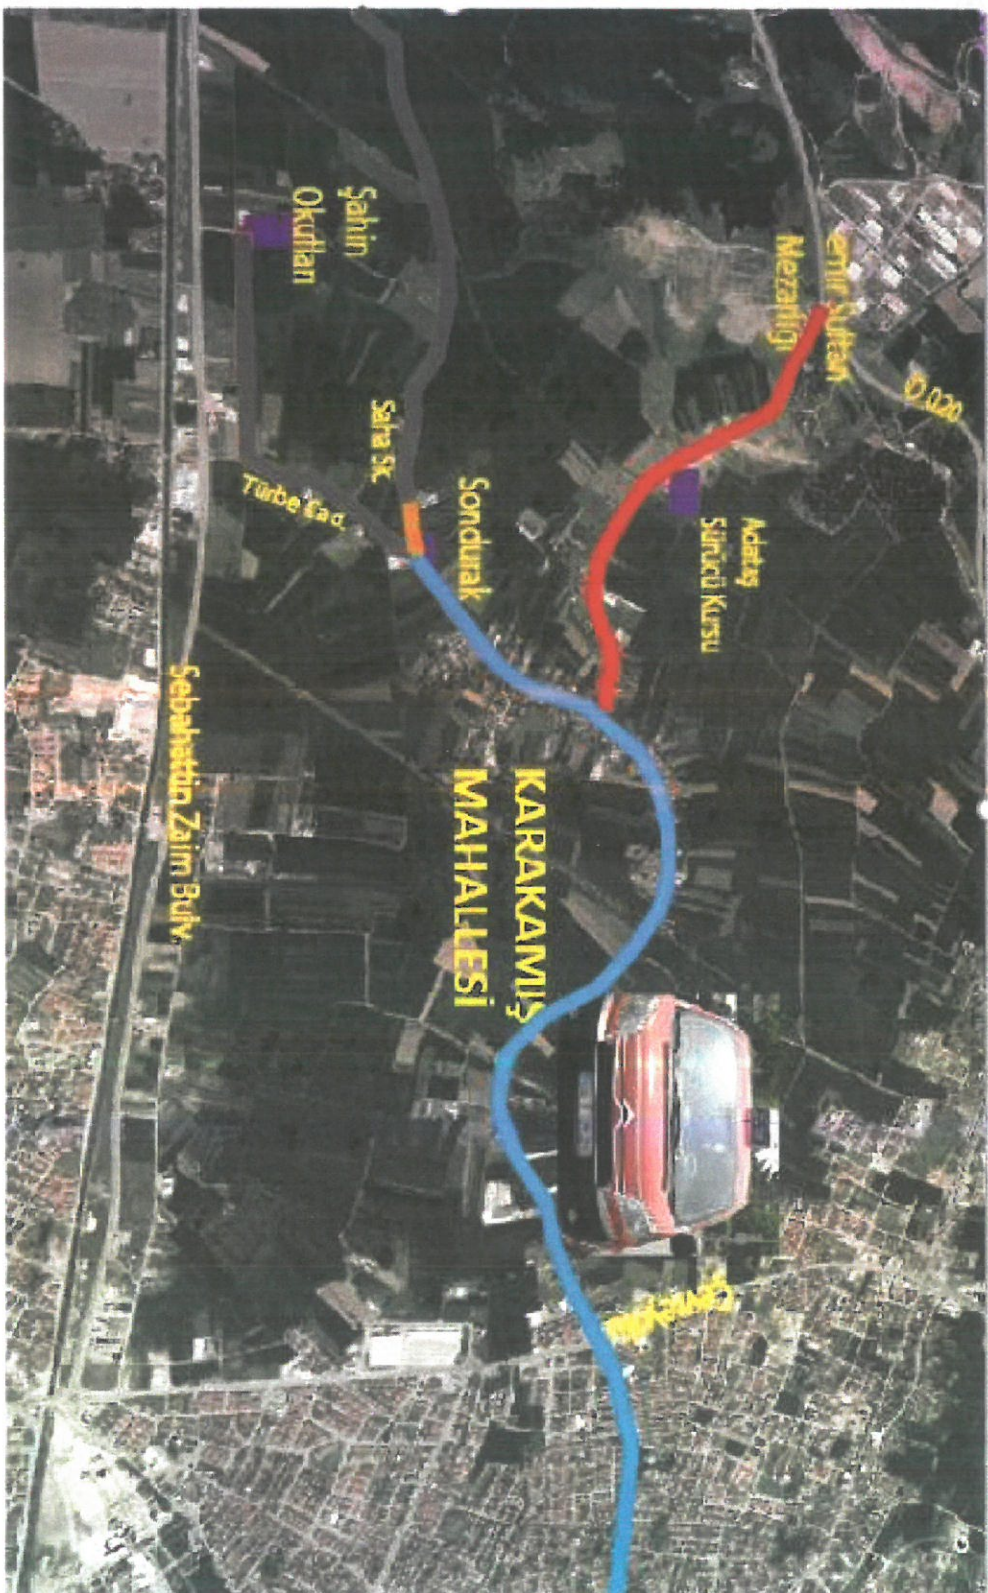 Şahin
Okulları
Emir Sultan
Mezarlığı
D 020
Adataş
Sürücü Kursu
Sondurak
Saha Sk.
Türbe Cad.
KARAKAMIŞ
MAHALLESİ
Sebahattin Zaim Bulv.